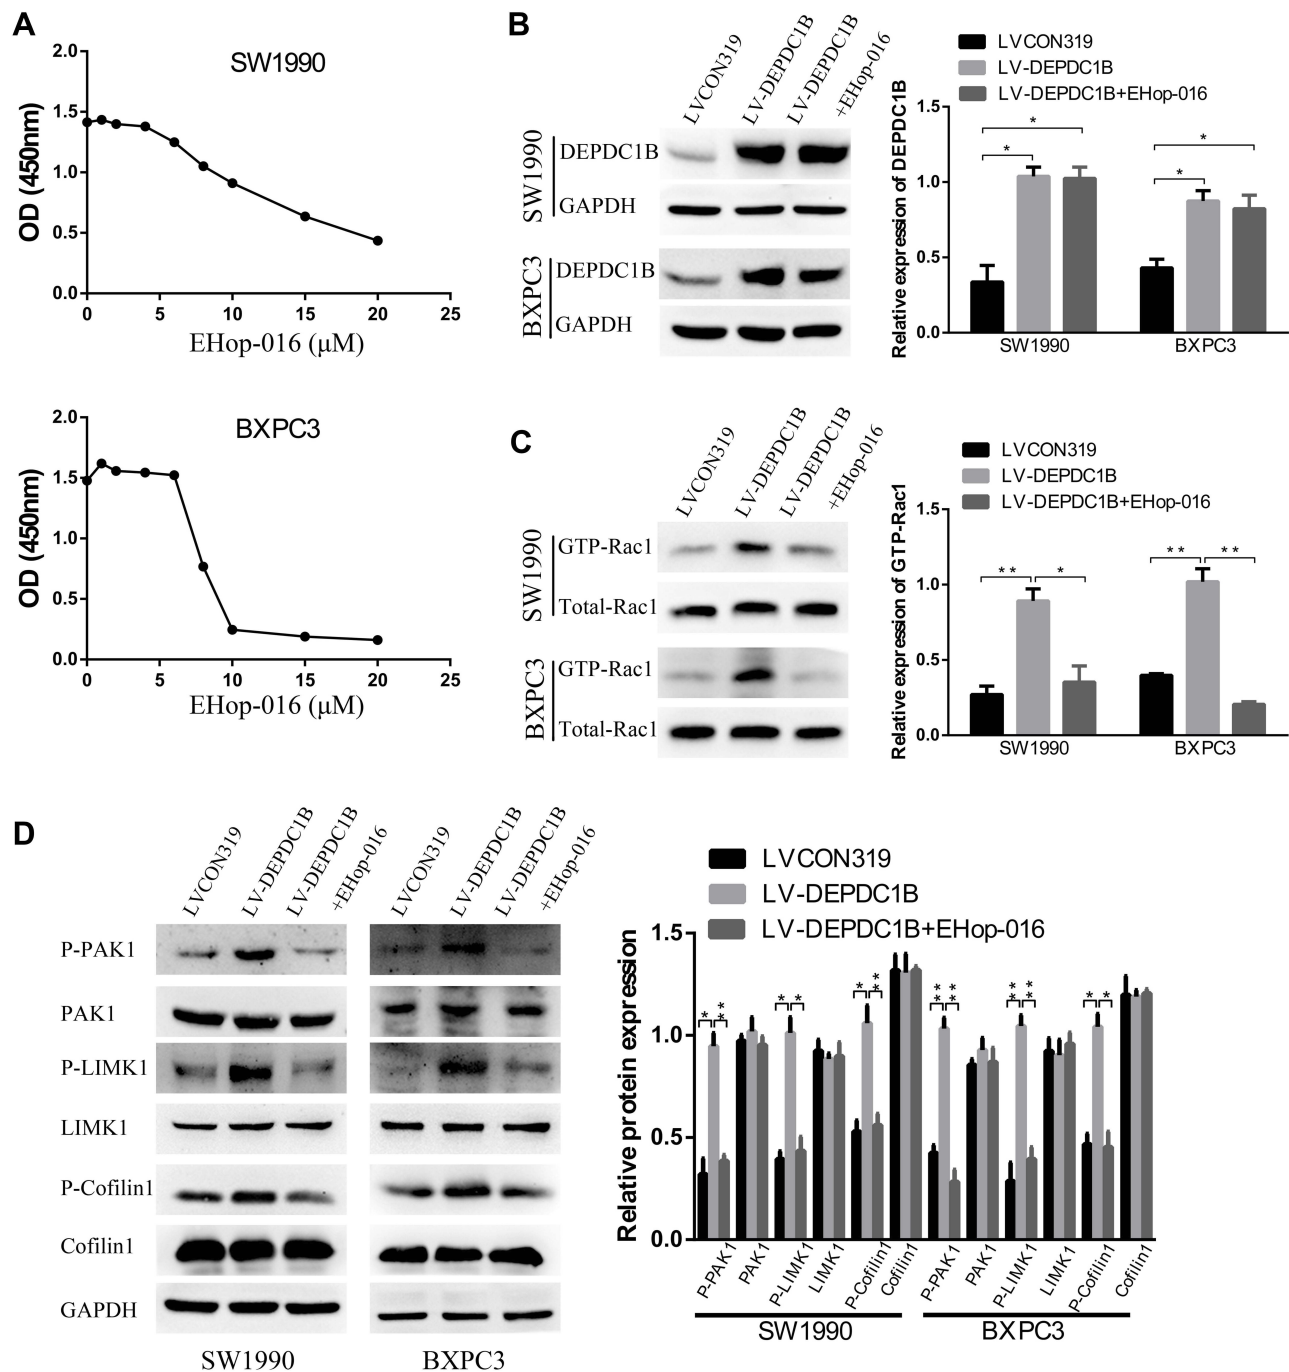 A
SW1990
OD (450nm)
2.0
1.5
1.0
0.5
0.0
0 5 10 15 20 25
EHop-016 (μM)
BXPC3
OD (450nm)
2.0
1.5
1.0
0.5
0.0
0 5 10 15 20 25
EHop-016 (μM)
B
LVCON319
LV-DEPDC1B
LV-DEPDC1B
+EHop-016
SW1990
DEPDC1B
GAPDH
BXPC3
DEPDC1B
GAPDH
LVCON319
LV-DEPDC1B
LV-DEPDC1B+EHop-016
Relative expression of DEPDC1B
1.5
1.0
0.5
0.0
* * * *
SW1990 BXPC3
C
LVCON319
LV-DEPDC1B
LV-DEPDC1B
+EHop-016
SW1990
GTP-Rac1
Total-Rac1
BXPC3
GTP-Rac1
Total-Rac1
LVCON319
LV-DEPDC1B
LV-DEPDC1B+EHop-016
Relative expression of GTP-Rac1
1.5
1.0
0.5
0.0
** * ** **
SW1990 BXPC3
D
LVCON319
LV-DEPDC1B
LV-DEPDC1B
+EHop-016
LVCON319
LV-DEPDC1B
LV-DEPDC1B
+EHop-016
P-PAK1
PAK1
P-LIMK1
LIMK1
P-Cofilin1
Cofilin1
GAPDH
SW1990 BXPC3
LVCON319
LV-DEPDC1B
LV-DEPDC1B+EHop-016
Relative protein expression
1.5
1.0
0.5
0.0
* ** * * * ** ** ** ** ** * *
P-PAK1 PAK1 P-LIMK1 LIMK1 P-Cofilin1 Cofilin1 P-PAK1 PAK1 P-LIMK1 LIMK1 P-Cofilin1 Cofilin1
SW1990 BXPC3